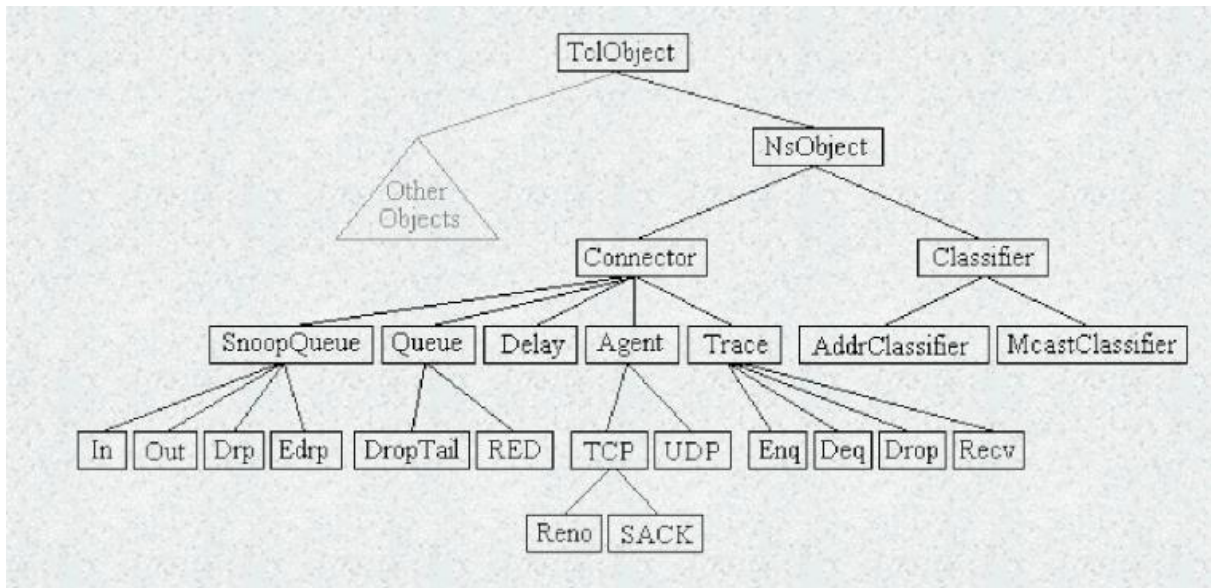 TclObject
NsObject
Other
Objects
Connector
Classifier
SnoopQueue
Queue
Delay
Agent
Trace
AddrClassifier
McastClassifier
In
Out
Drp
Edrp
DropTail
RED
TCP
UDP
Enq
Deq
Drop
Recv
Reno
SACK